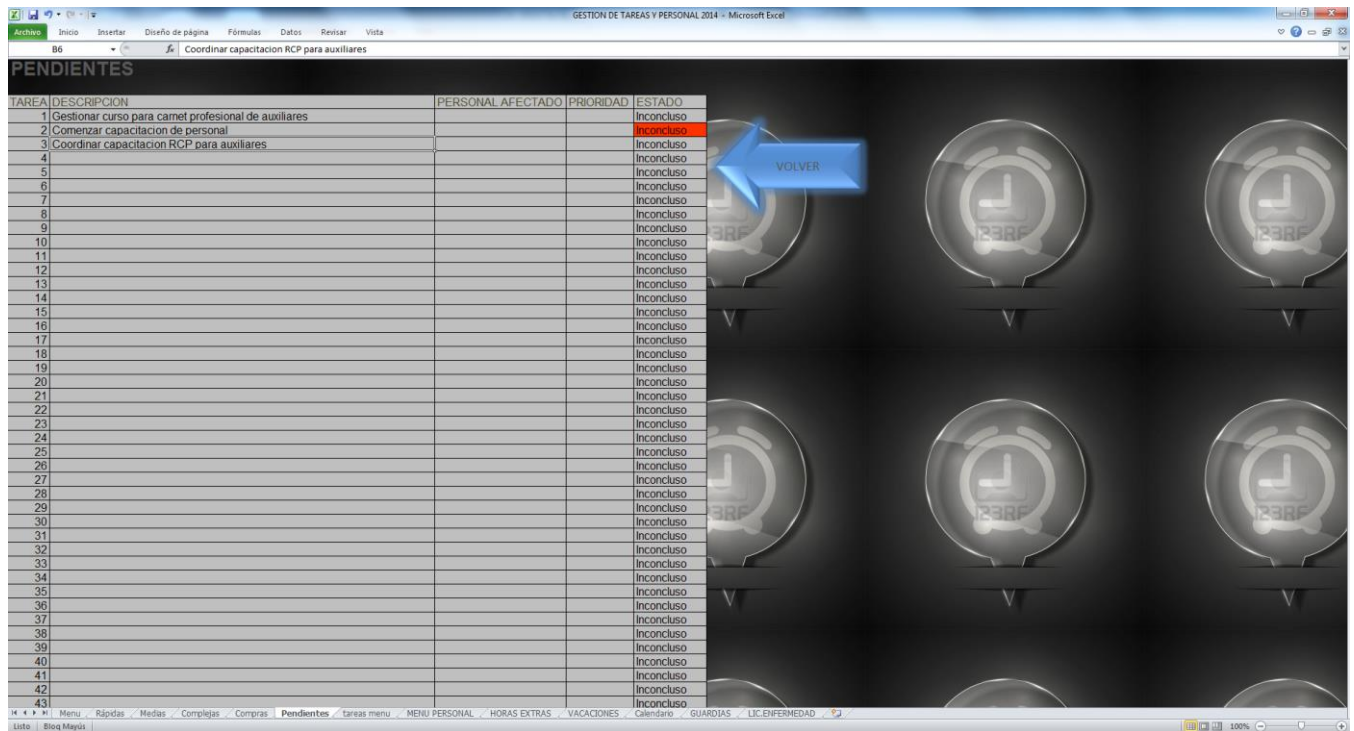 GESTION DE TAREAS Y PERSONAL 2014 - Microsoft Excel
Archivo Inicio Insertar Diseño de página Fórmulas Datos Revisar Vista
B6 fx Coordinar capacitacion RCP para auxiliares
PENDIENTES
TAREA DESCRIPCION PERSONAL AFECTADO PRIORIDAD ESTADO
1 Gestionar curso para carnet profesional de auxiliares Inconcluso
2 Comenzar capacitacion de personal Inconcluso
3 Coordinar capacitacion RCP para auxiliares Inconcluso
4 Inconcluso
5 Inconcluso
6 Inconcluso
7 Inconcluso
8 Inconcluso
9 Inconcluso
10 Inconcluso
11 Inconcluso
12 Inconcluso
13 Inconcluso
14 Inconcluso
15 Inconcluso
16 Inconcluso
17 Inconcluso
18 Inconcluso
19 Inconcluso
20 Inconcluso
21 Inconcluso
22 Inconcluso
23 Inconcluso
24 Inconcluso
25 Inconcluso
26 Inconcluso
27 Inconcluso
28 Inconcluso
29 Inconcluso
30 Inconcluso
31 Inconcluso
32 Inconcluso
33 Inconcluso
34 Inconcluso
35 Inconcluso
36 Inconcluso
37 Inconcluso
38 Inconcluso
39 Inconcluso
40 Inconcluso
41 Inconcluso
42 Inconcluso
43 Inconcluso
VOLVER
123RF
123RF
123RF
123RF
Menu Rápidas Medias Complejas Compras Pendientes tareas menu MENU PERSONAL HORAS EXTRAS VACACIONES Calendario GUARDIAS LIC.ENFERMEDAD
Listo Bloq Mayús 100%